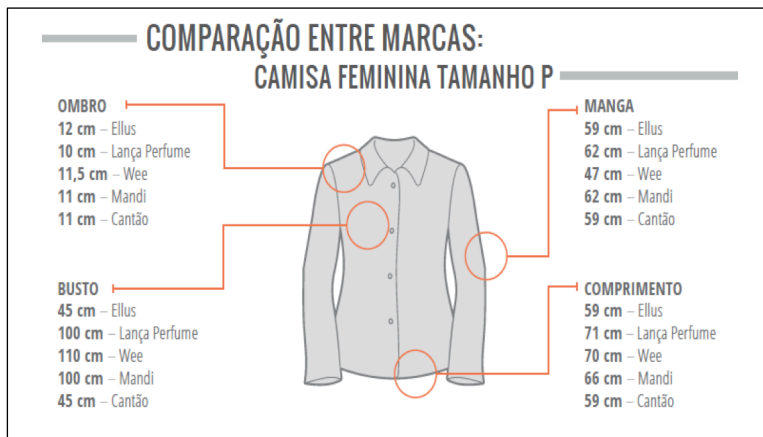 COMPARAÇÃO ENTRE MARCAS:
CAMISA FEMININA TAMANHO P
OMBRO
12 cm – Ellus
10 cm – Lança Perfume
11,5 cm – Wee
11 cm – Mandi
11 cm – Cantão
BUSTO
45 cm – Ellus
100 cm – Lança Perfume
110 cm – Wee
100 cm – Mandi
45 cm – Cantão
MANGA
59 cm – Ellus
62 cm – Lança Perfume
47 cm – Wee
62 cm – Mandi
59 cm – Cantão
COMPRIMENTO
59 cm – Ellus
71 cm – Lança Perfume
70 cm – Wee
66 cm – Mandi
59 cm – Cantão